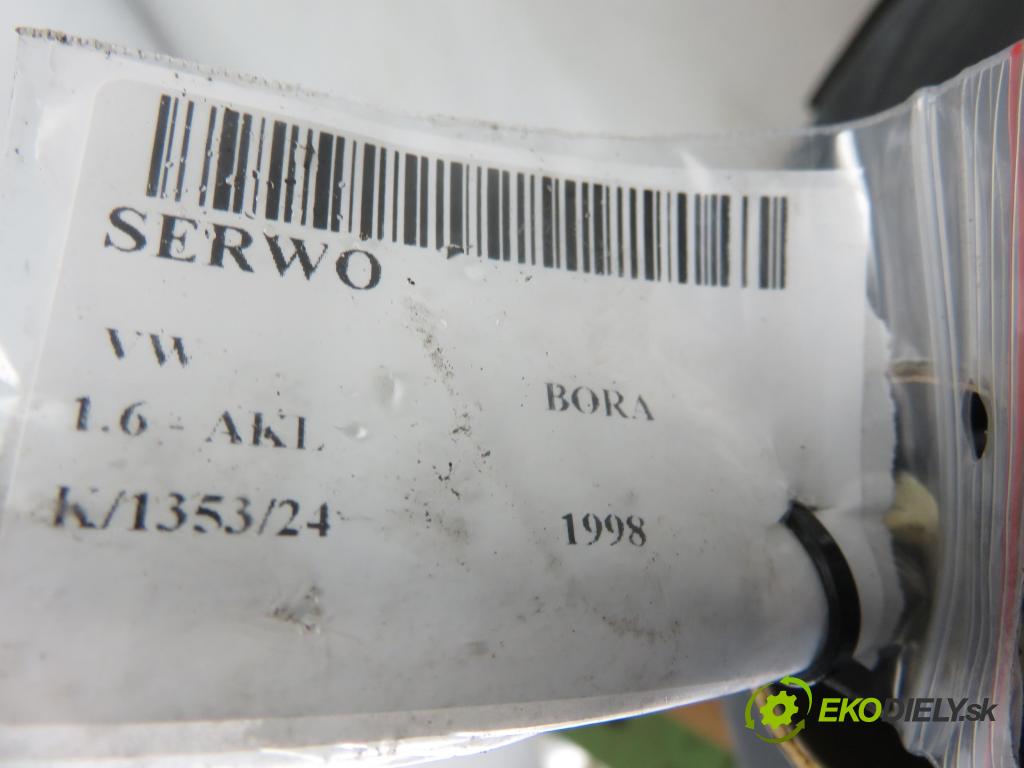 SERWO
VW BORA
1.6 - AKL
K/1353/24 1998
EKODIELY.sk